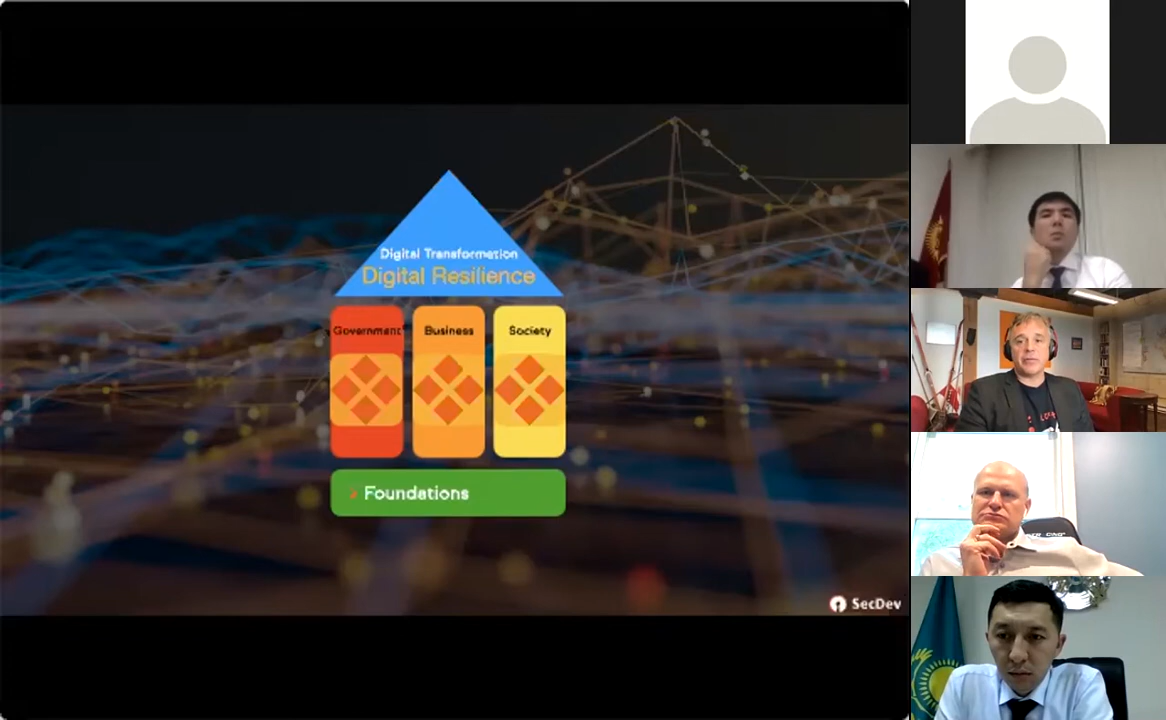 Digital Transformation
Digital Resilience
Government
Business
Society
Foundations
SecDev